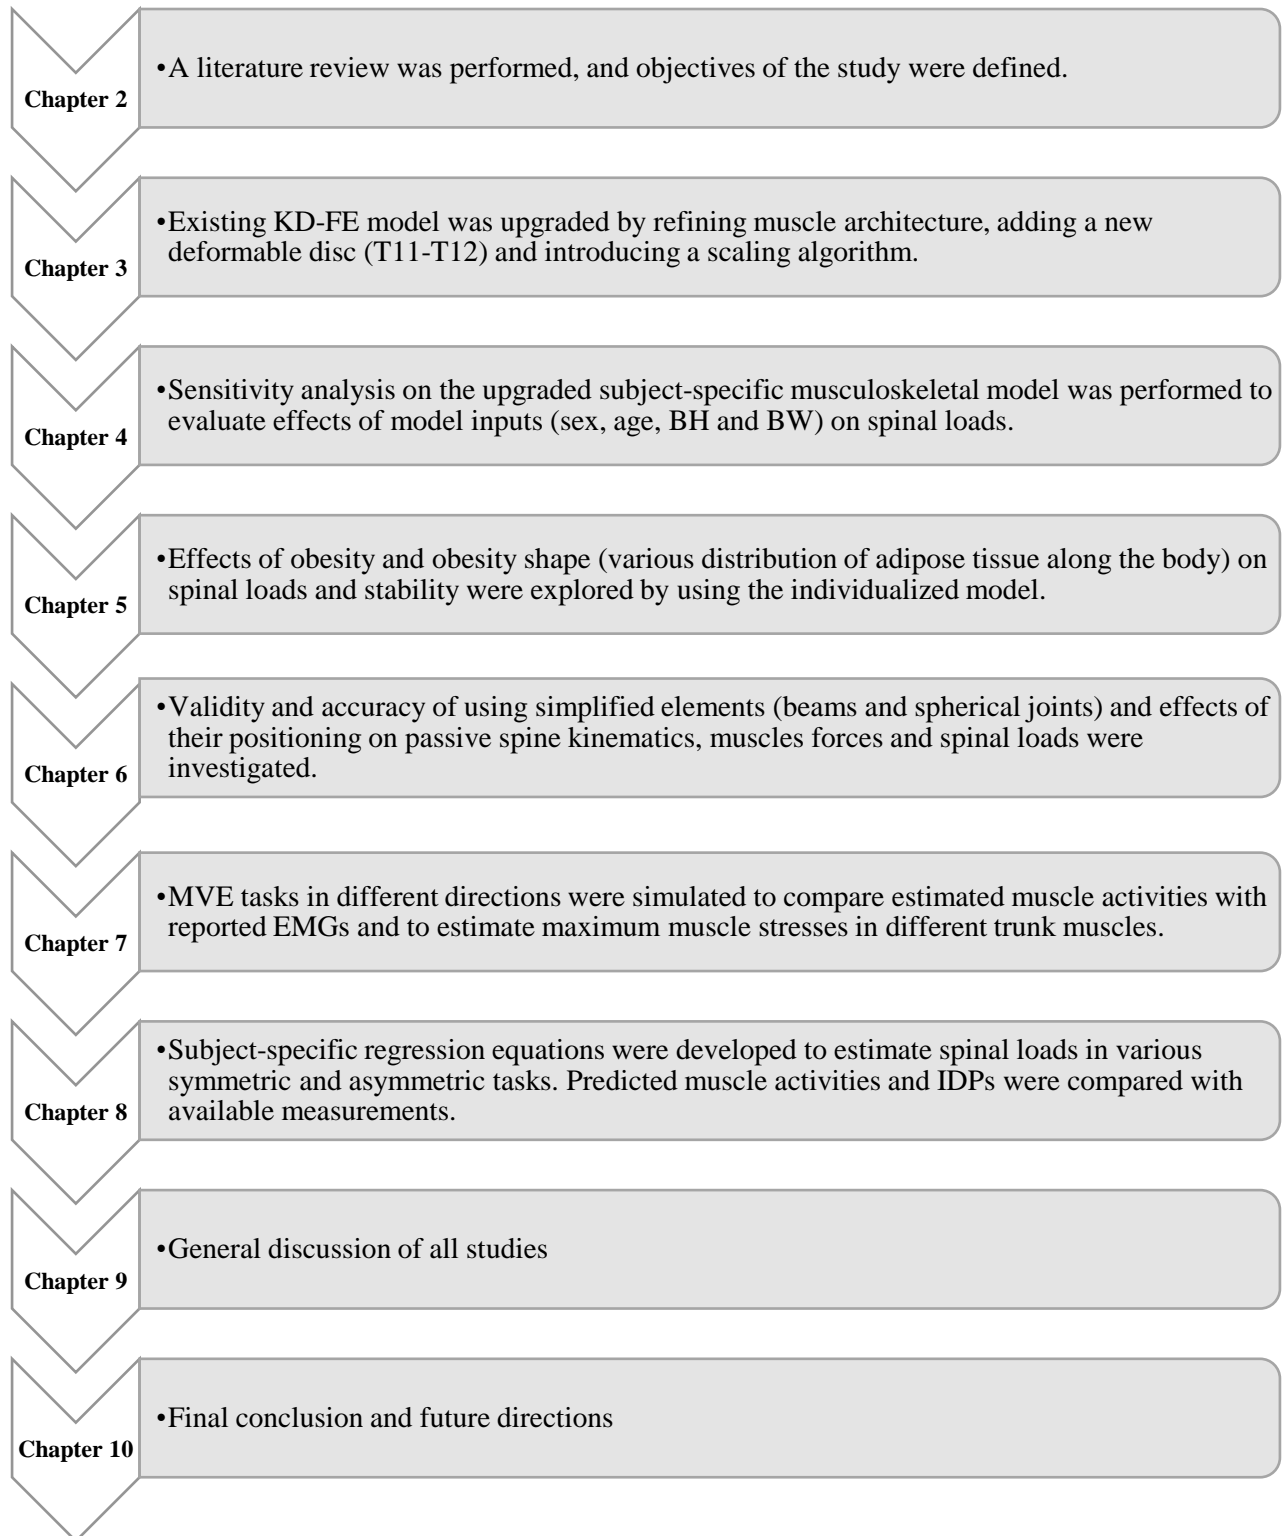 Chapter 2
•A literature review was performed, and objectives of the study were defined.
Chapter 3
•Existing KD-FE model was upgraded by refining muscle architecture, adding a new
deformable disc (T11-T12) and introducing a scaling algorithm.
Chapter 4
•Sensitivity analysis on the upgraded subject-specific musculoskeletal model was performed to
evaluate effects of model inputs (sex, age, BH and BW) on spinal loads.
Chapter 5
•Effects of obesity and obesity shape (various distribution of adipose tissue along the body) on
spinal loads and stability were explored by using the individualized model.
Chapter 6
•Validity and accuracy of using simplified elements (beams and spherical joints) and effects of
their positioning on passive spine kinematics, muscles forces and spinal loads were
investigated.
Chapter 7
•MVE tasks in different directions were simulated to compare estimated muscle activities with
reported EMGs and to estimate maximum muscle stresses in different trunk muscles.
Chapter 8
•Subject-specific regression equations were developed to estimate spinal loads in various
symmetric and asymmetric tasks. Predicted muscle activities and IDPs were compared with
available measurements.
Chapter 9
•General discussion of all studies
Chapter 10
•Final conclusion and future directions